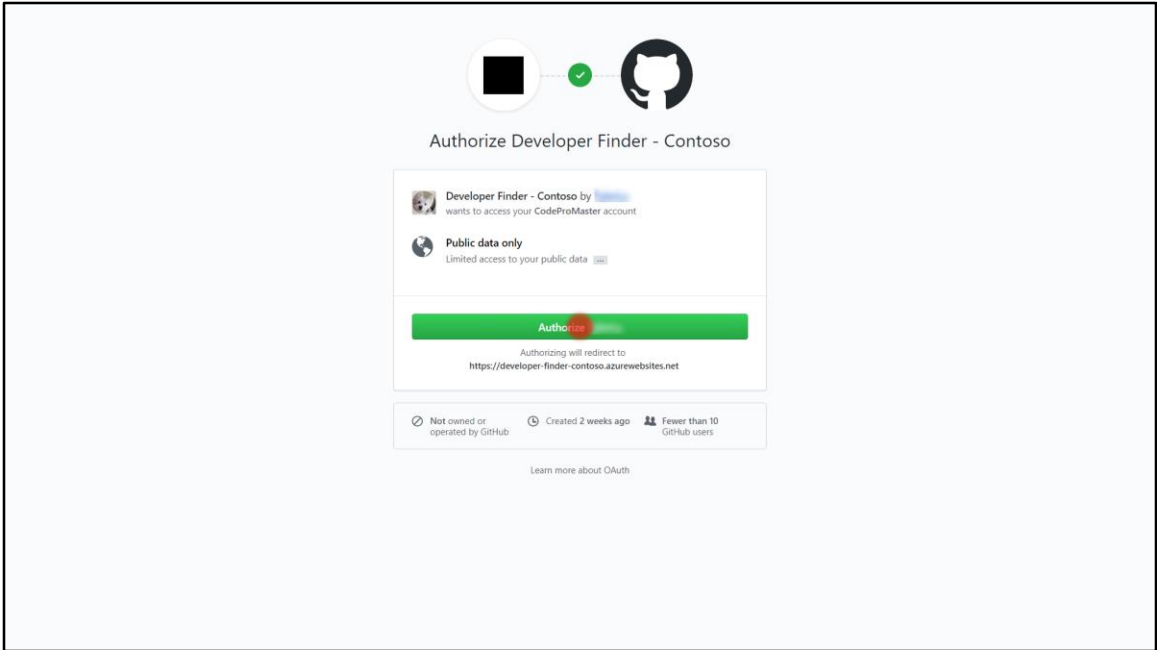 Authorize Developer Finder - Contoso
Developer Finder - Contoso by
wants to access your CodeProMaster account
Public data only
Limited access to your public data ...
Authorize
Authorizing will redirect to
https://developer-finder-contoso.azurewebsites.net
Not owned or
operated by GitHub
Created 2 weeks ago
Fewer than 10
GitHub users
Learn more about OAuth